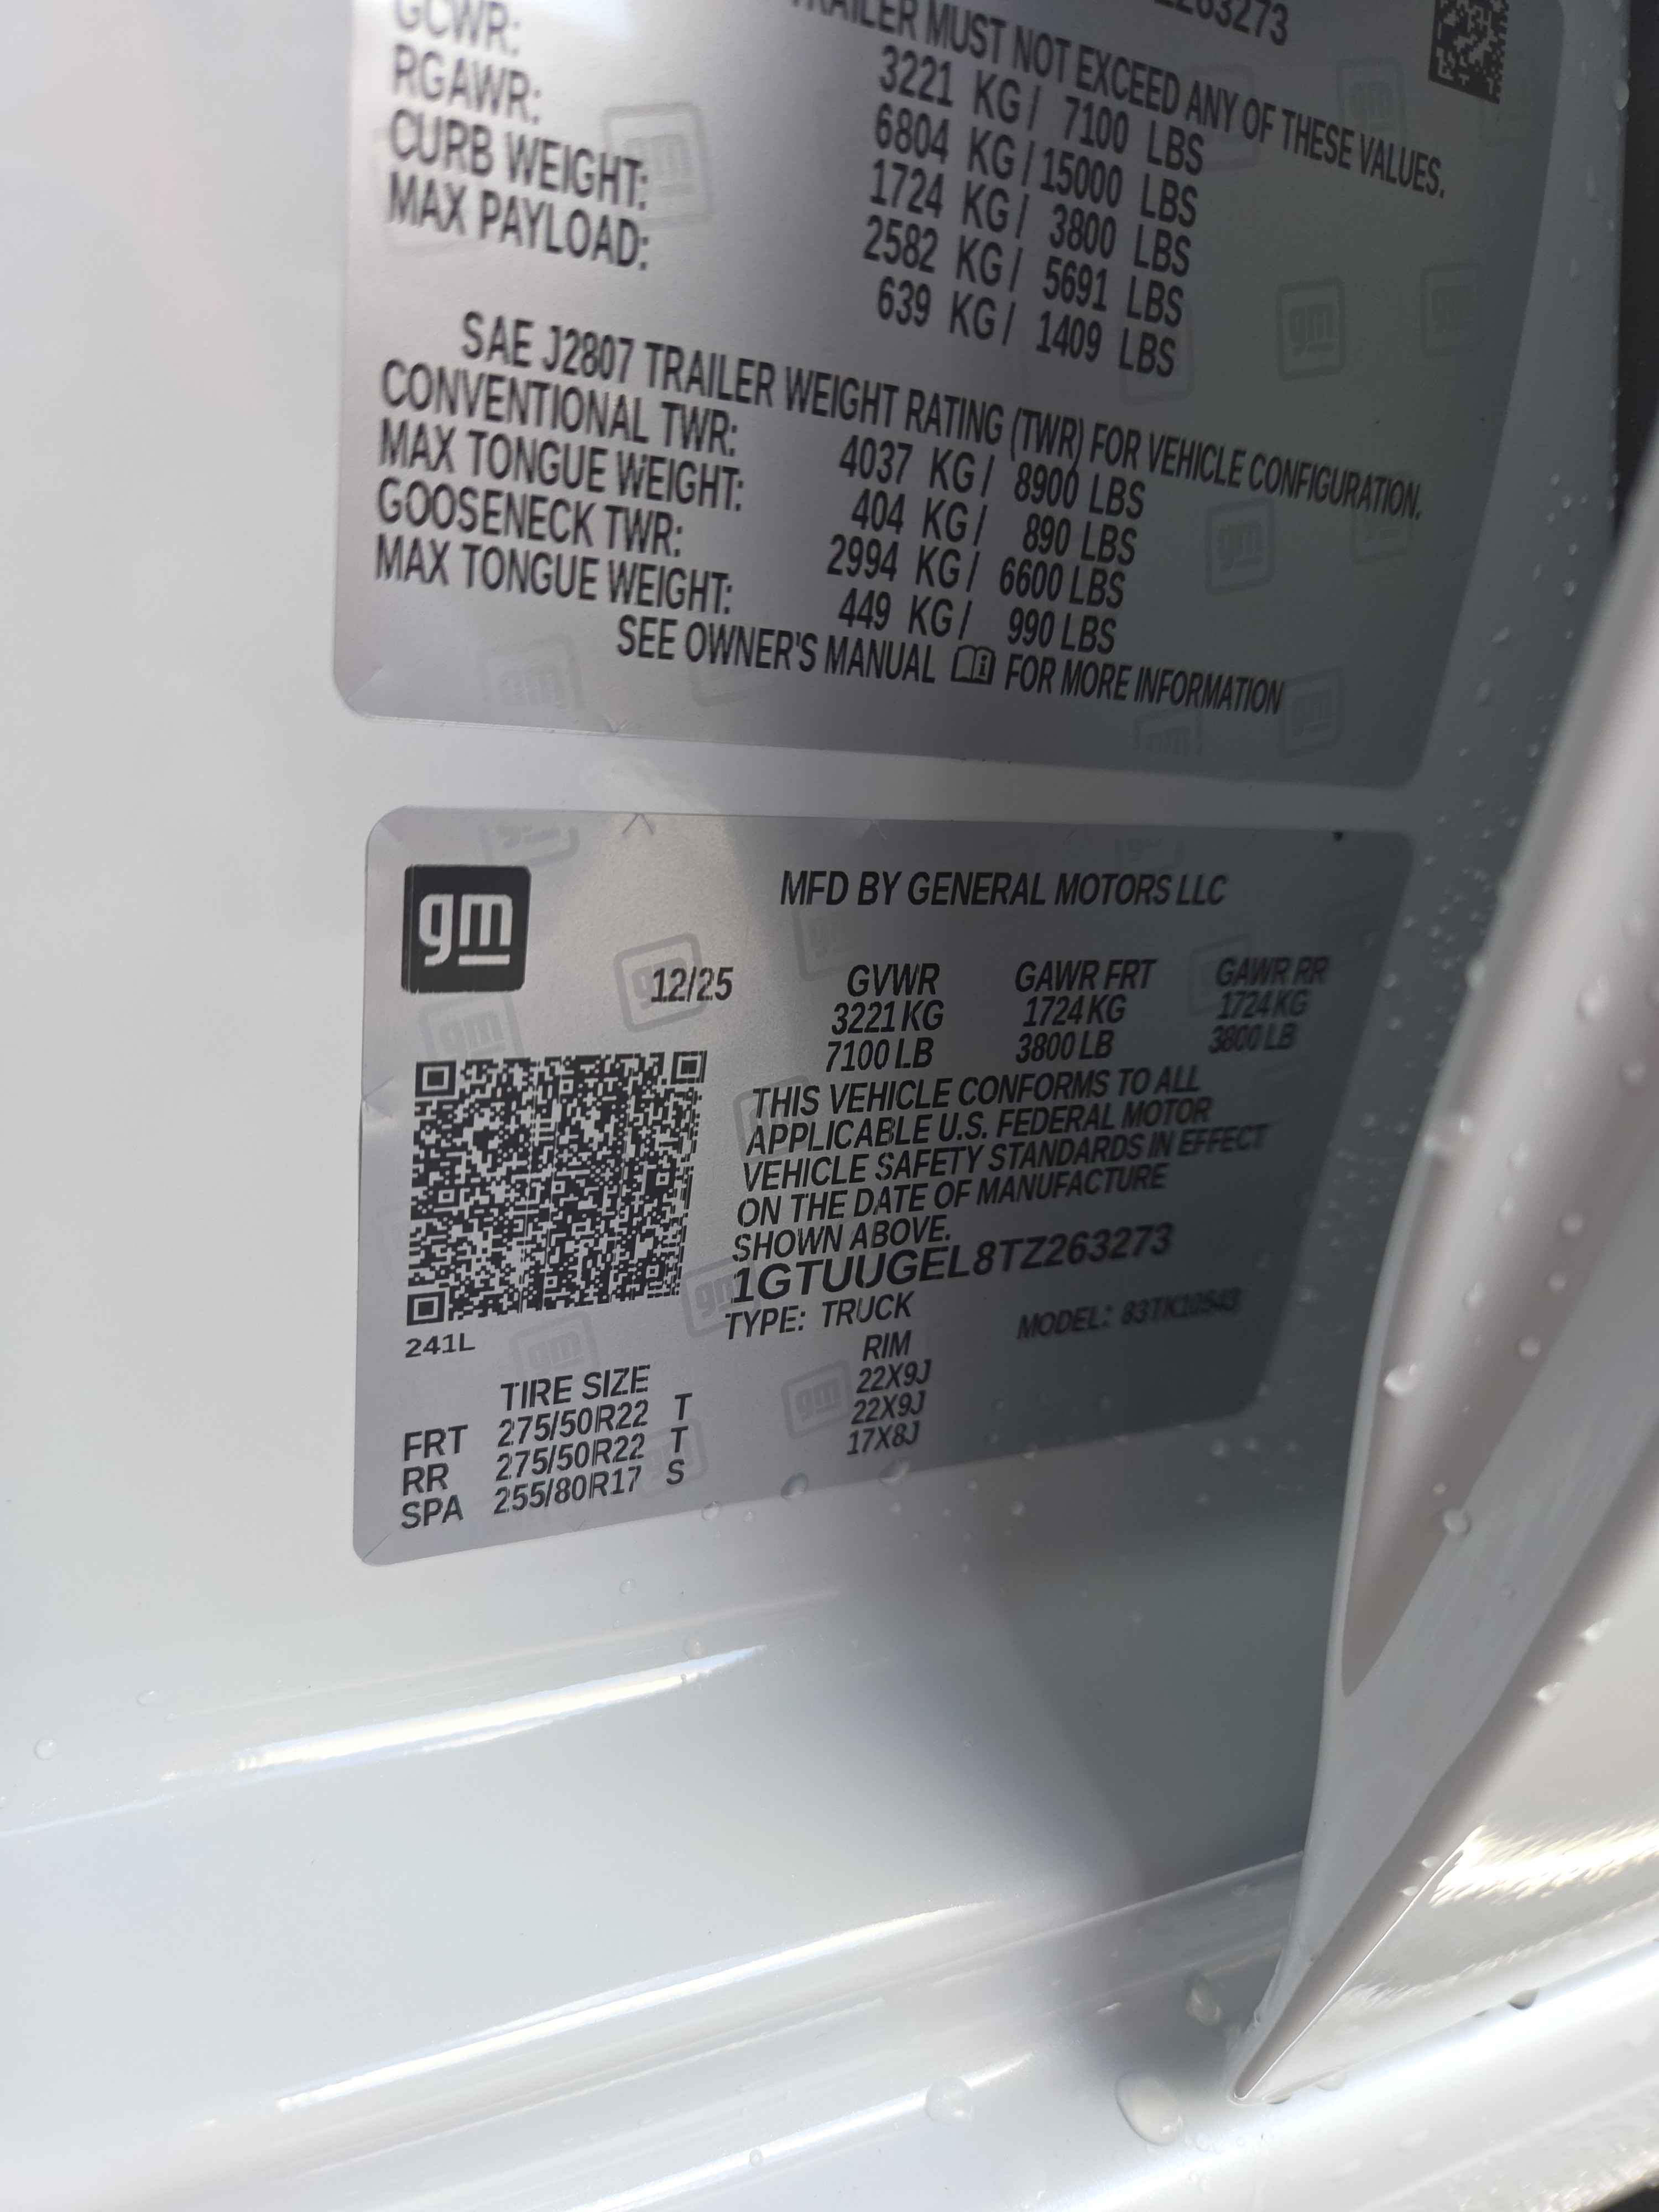 263273
TRAILER MUST NOT EXCEED ANY OF THESE VALUES.
3221 KG / 7100 LBS
GCWR: 6804 KG / 15000 LBS
RGAWR: 1724 KG / 3800 LBS
CURB WEIGHT: 2582 KG / 5691 LBS
MAX PAYLOAD: 639 KG / 1409 LBS
SAE J2807 TRAILER WEIGHT RATING (TWR) FOR VEHICLE CONFIGURATION.
CONVENTIONAL TWR: 4037 KG / 8900 LBS
MAX TONGUE WEIGHT: 404 KG / 890 LBS
GOOSENECK TWR: 2994 KG / 6600 LBS
MAX TONGUE WEIGHT: 449 KG / 990 LBS
SEE OWNER'S MANUAL FOR MORE INFORMATION
gm
MFD BY GENERAL MOTORS LLC
12/25 GVWR GAWR FRT GAWR RR
3221 KG 1724 KG 1724 KG
7100 LB 3800 LB 3800 LB
THIS VEHICLE CONFORMS TO ALL
APPLICABLE U.S. FEDERAL MOTOR
VEHICLE SAFETY STANDARDS IN EFFECT
ON THE DATE OF MANUFACTURE
SHOWN ABOVE.
1GTUUGEL8TZ263273
TYPE: TRUCK MODEL: 83TK10543
241L
TIRE SIZE RIM
FRT 275/50R22 T 22X9J
RR 275/50R22 T 22X9J
SPA 255/80R17 S 17X8J